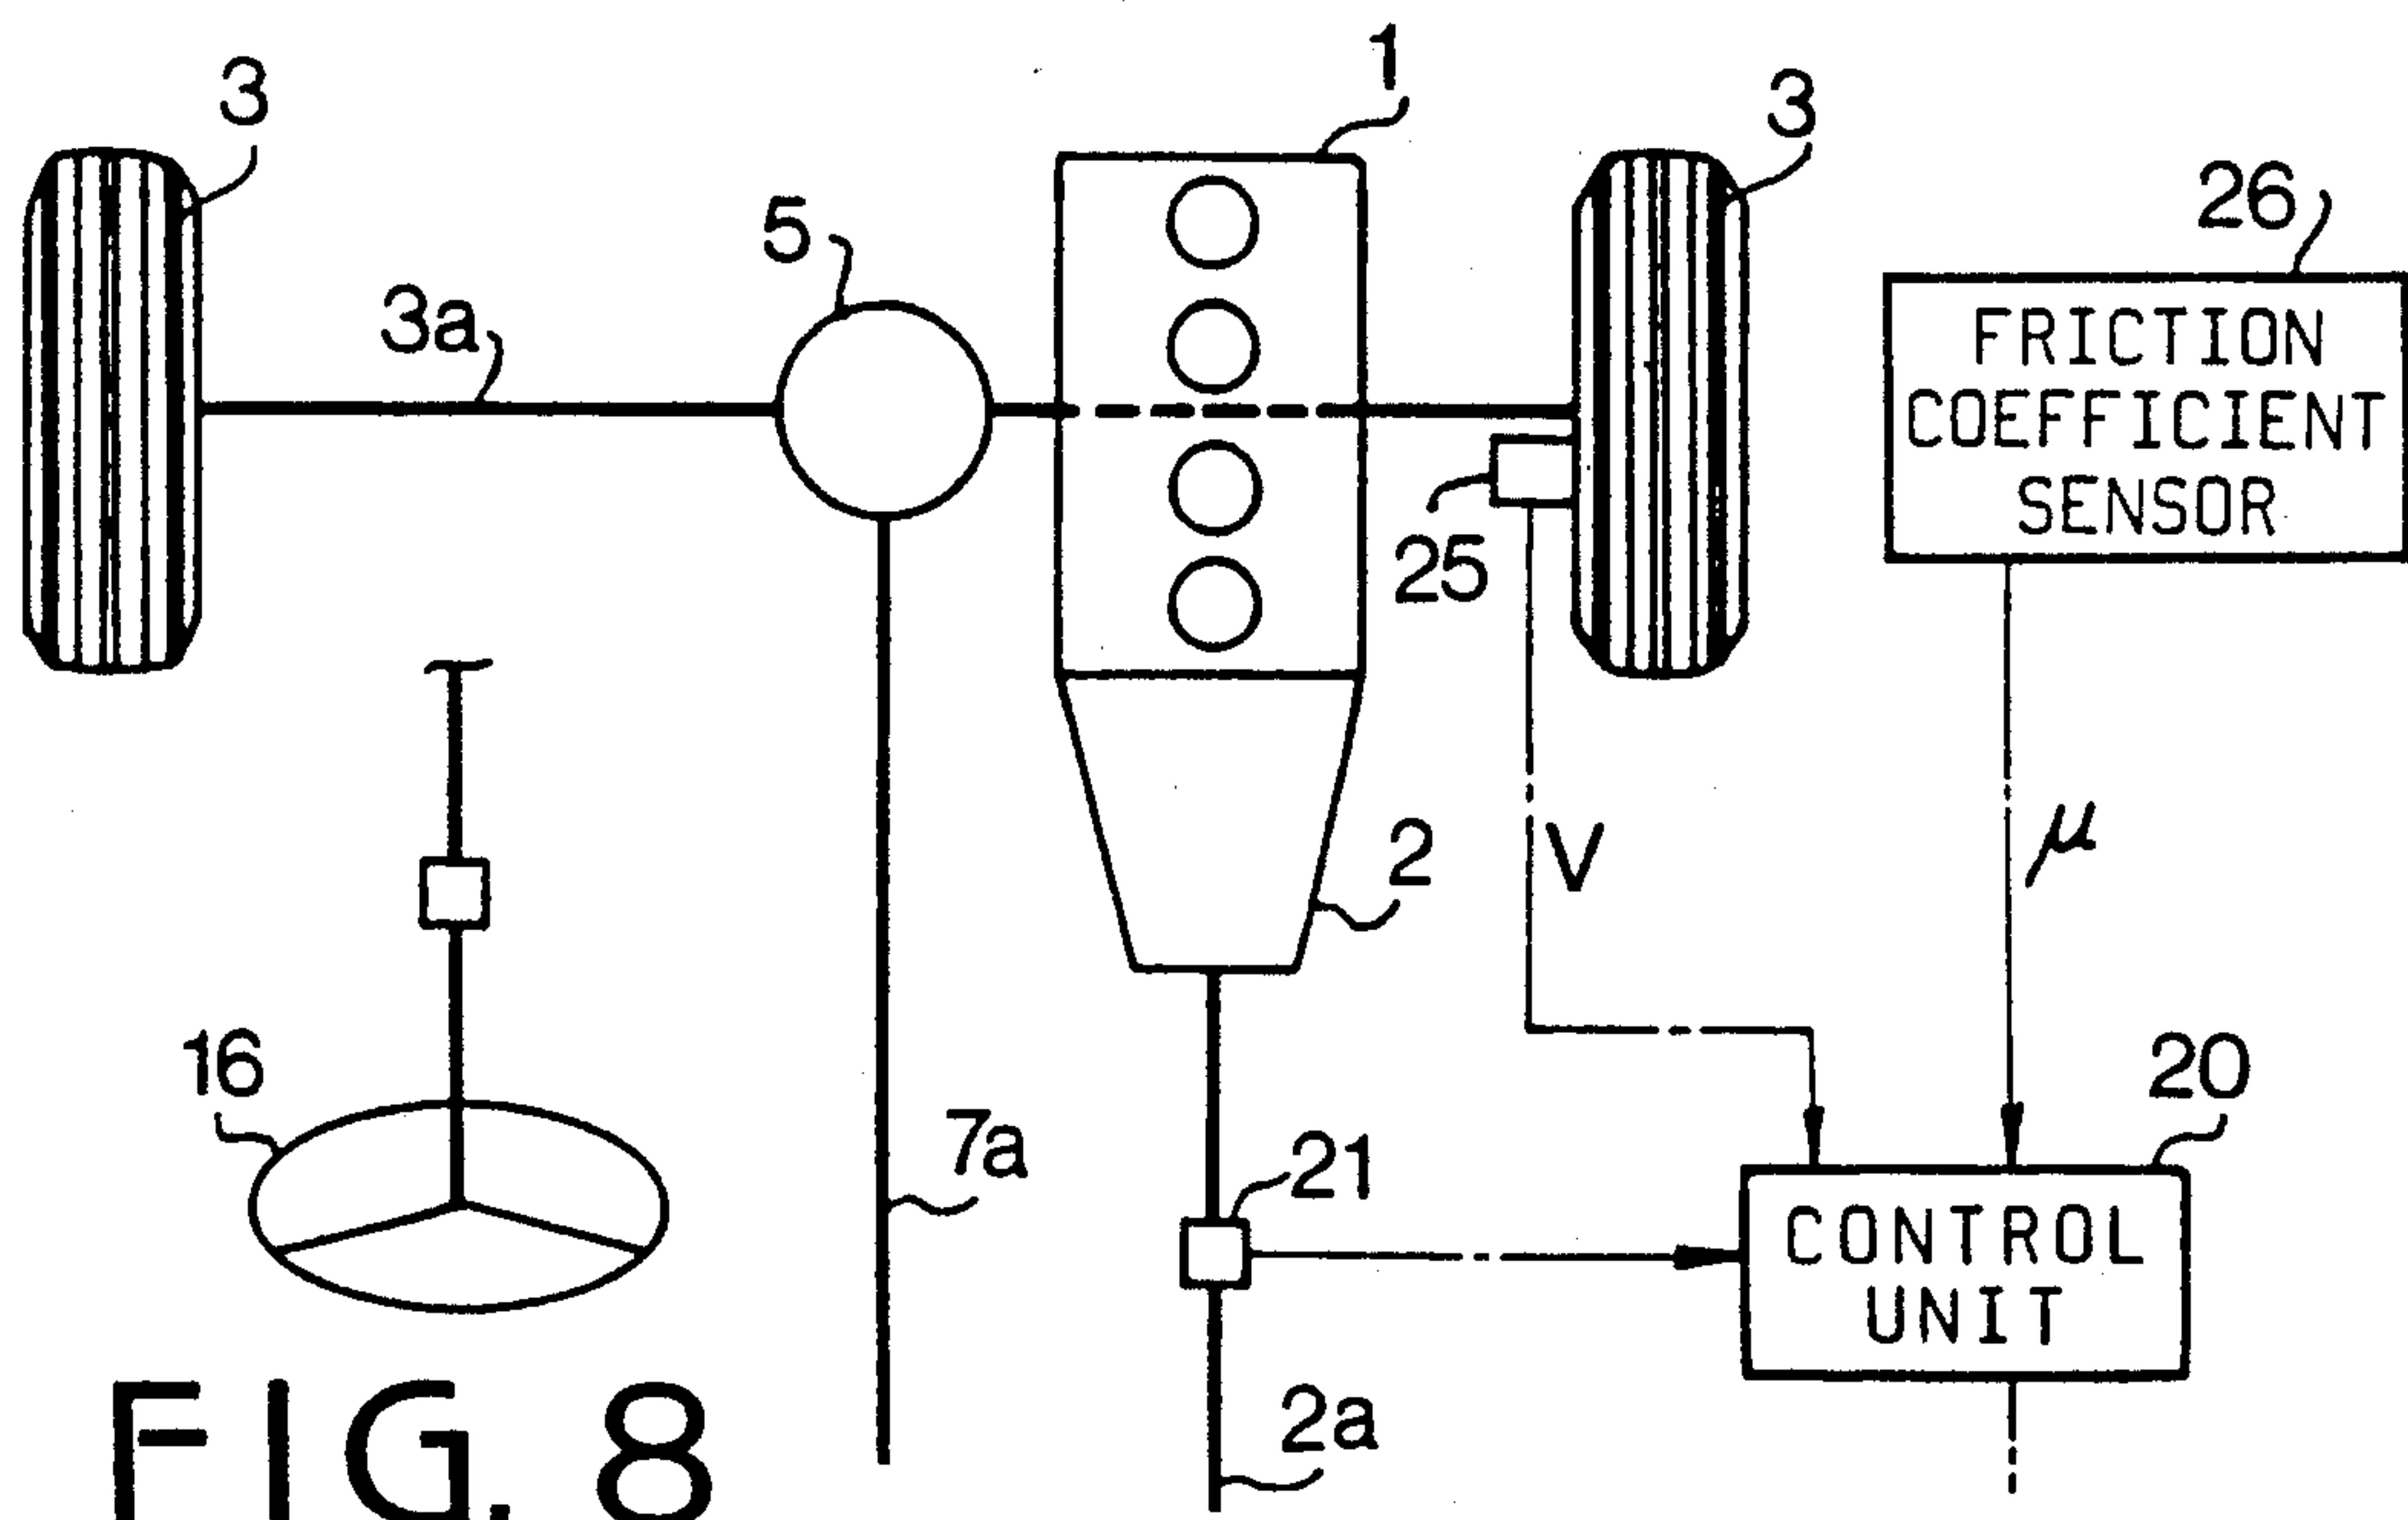 1
3
3
5
26
3a
FRICTION
COEFFICIENT
SENSOR
25
V
μ
2
16
7a
21
20
CONTROL
UNIT
2a
FIG. 8